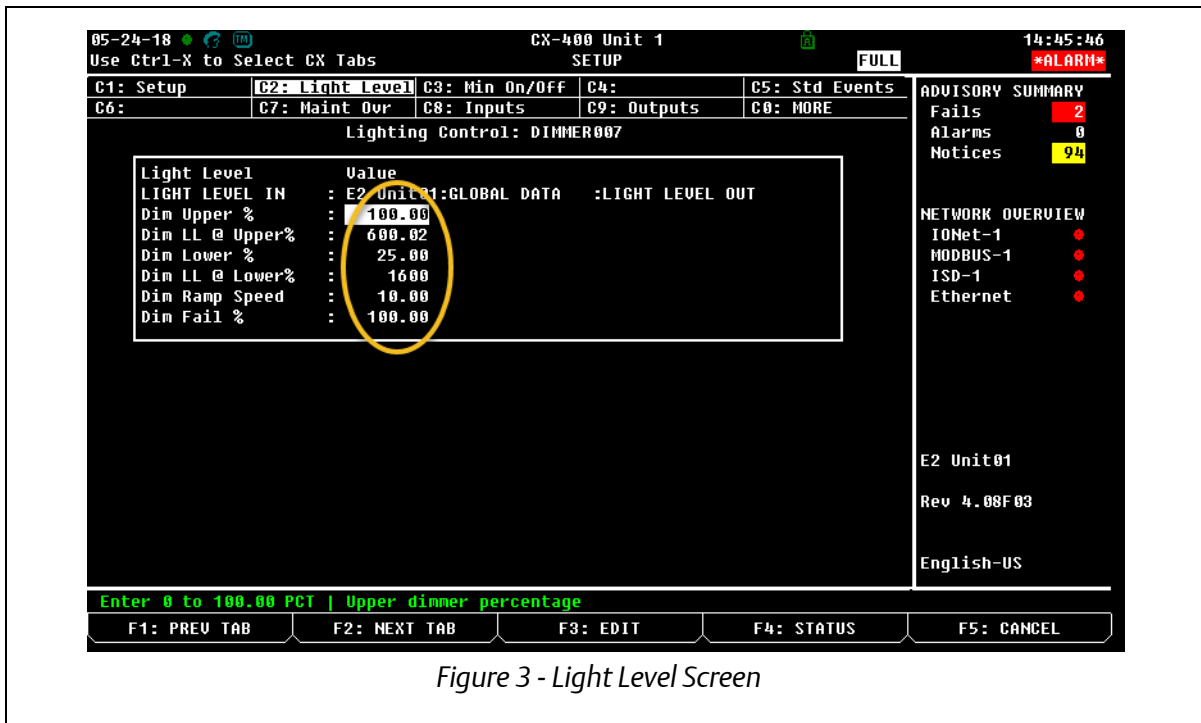 05-24-18 TM CX-400 Unit 1 14:45:46
Use Ctrl-X to Select CX Tabs SETUP FULL *ALARM*
C1: Setup C2: Light Level C3: Min On/Off C4: C5: Std Events
C6: C7: Maint Ovr C8: Inputs C9: Outputs C0: MORE
Lighting Control: DIMMER007
Light Level Value
LIGHT LEVEL IN : E2 Unit01:GLOBAL DATA :LIGHT LEVEL OUT
Dim Upper % : 100.00
Dim LL @ Upper% : 600.02
Dim Lower % : 25.00
Dim LL @ Lower% : 1600
Dim Ramp Speed : 10.00
Dim Fail % : 100.00
ADVISORY SUMMARY
Fails 2
Alarms 0
Notices 94
NETWORK OVERVIEW
IONet-1
MODBUS-1
ISD-1
Ethernet
E2 Unit01
Rev 4.08F03
English-US
Enter 0 to 100.00 PCT | Upper dimmer percentage
F1: PREV TAB F2: NEXT TAB F3: EDIT F4: STATUS F5: CANCEL
Figure 3 - Light Level Screen